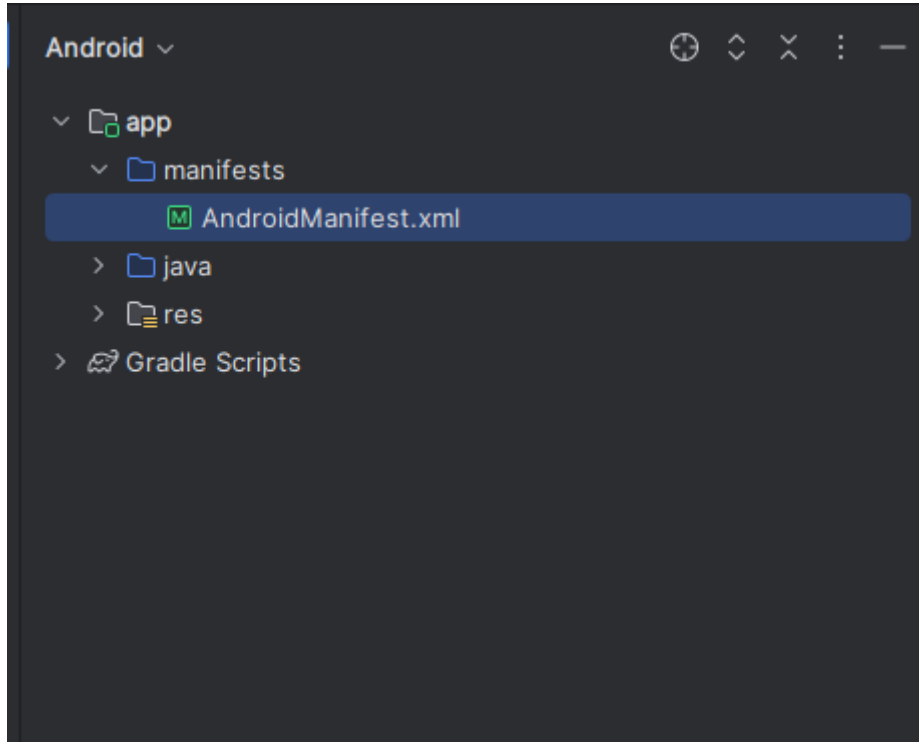 Android
app
manifests
AndroidManifest.xml
java
res
Gradle Scripts